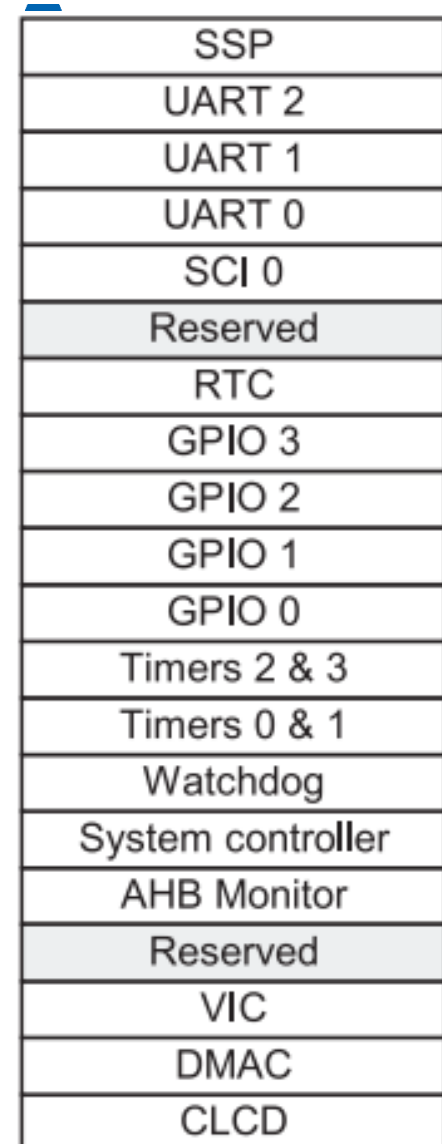 SSP
UART 2
UART 1
UART 0
SCI 0
Reserved
RTC
GPIO 3
GPIO 2
GPIO 1
GPIO 0
Timers 2 & 3
Timers 0 & 1
Watchdog
System controller
AHB Monitor
Reserved
VIC
DMAC
CLCD